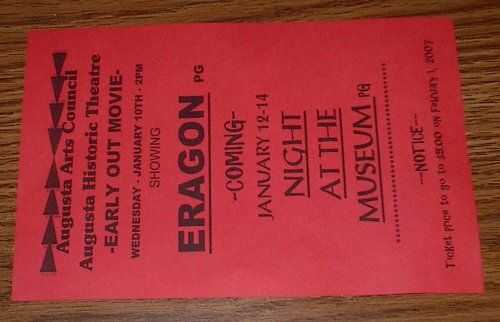 Augusta Arts Council
Augusta Historic Theatre
-EARLY OUT MOVIE-
WEDNESDAY - JANUARY 10TH - 2PM
SHOWING
ERAGON PG
-COMING-
JANUARY 12-14
NIGHT
AT THE
MUSEUM PG
---NOTICE---
Ticket price to go to $5.00 on 1, 2007